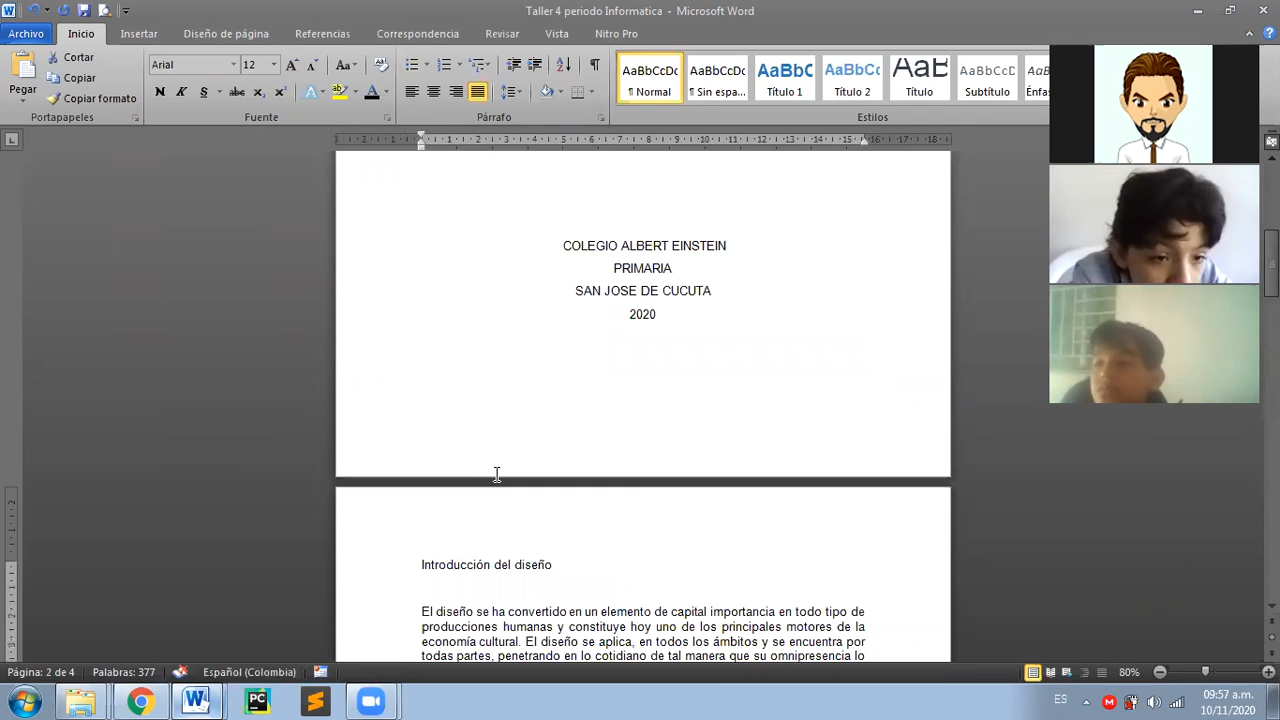 Taller 4 periodo Informatica - Microsoft Word
Archivo Inicio Insertar Diseño de página Referencias Correspondencia Revisar Vista Nitro Pro
Pegar
Cortar
Copiar
Copiar formato
Portapapeles
Arial 12
Fuente
Párrafo
AaBbCcDc AaBbCcDc AaBbC AaBbCc AaB AaBbCcD
¶ Normal ¶ Sin espa... Título 1 Título 2 Título Subtítulo
Estilos
COLEGIO ALBERT EINSTEIN
PRIMARIA
SAN JOSE DE CUCUTA
2020
Introducción del diseño
El diseño se ha convertido en un elemento de capital importancia en todo tipo de
producciones humanas y constituye hoy uno de los principales motores de la
economía cultural. El diseño se aplica, en todos los ámbitos y se encuentra por
todas partes, penetrando en lo cotidiano de tal manera que su omnipresencia lo
Página: 2 de 4 Palabras: 377 Español (Colombia) 80%
ES 09:57 a.m.
10/11/2020